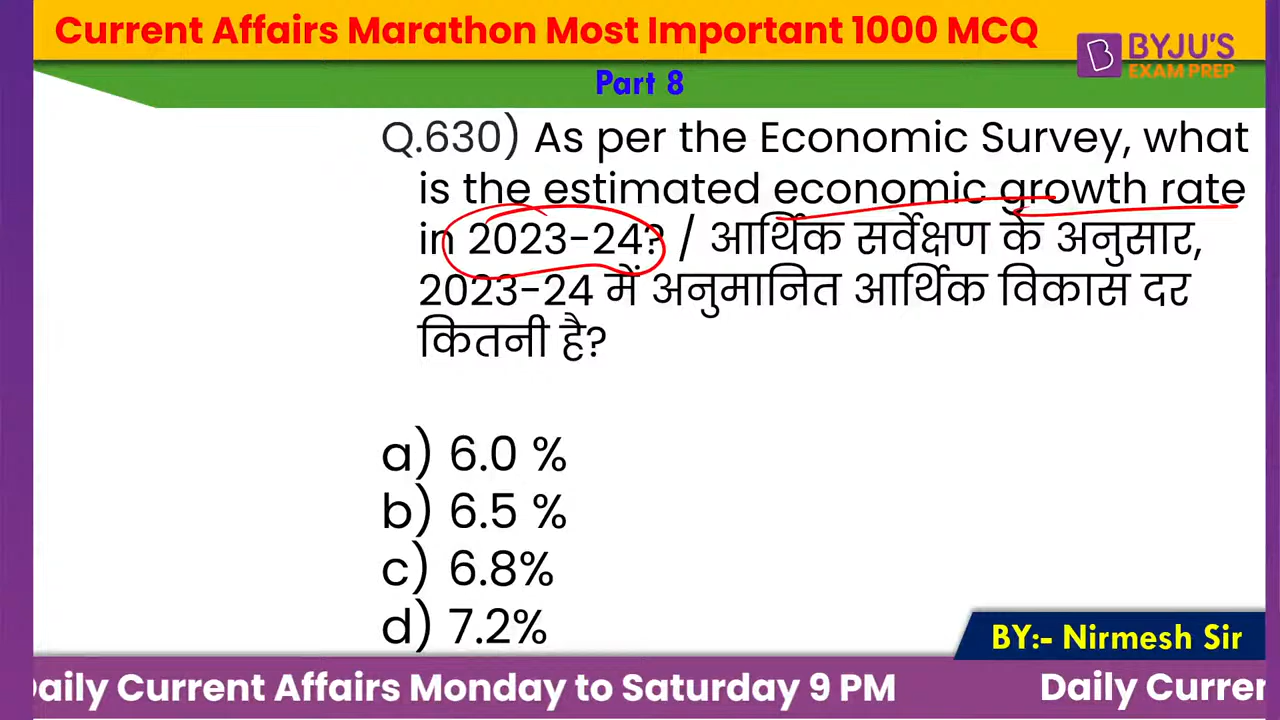 Current Affairs Marathon Most Important 1000 MCQ
BYJU'S
EXAM PREP
Part 8
Q.630) As per the Economic Survey, what
is the estimated economic growth rate
in 2023-24? / आर्थिक सर्वेक्षण के अनुसार,
2023-24 में अनुमानित आर्थिक विकास दर
कितनी है?
a) 6.0 %
b) 6.5 %
c) 6.8%
d) 7.2%
BY:- Nirmesh Sir
Daily Current Affairs Monday to Saturday 9 PM Daily Curren